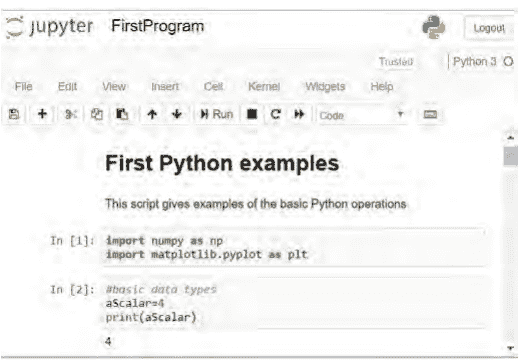 jupyter FirstProgram
Logout
Trusted
Python 3
File Edit View Insert Cell Kernel Widgets Help
Run
Code
First Python examples
This script gives examples of the basic Python operations
In [1]: import numpy as np
import matplotlib.pyplot as plt
In [2]: #basic data types
aScalar=4
print(aScalar)
4